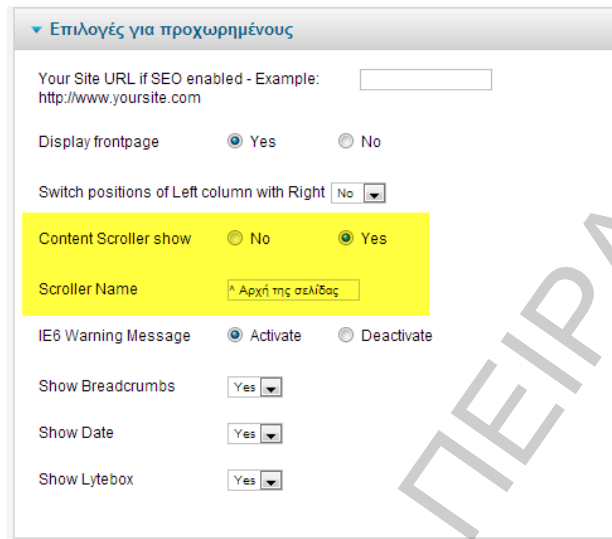 Επιλογές για προχωρημένους
Your Site URL if SEO enabled - Example:
http://www.yoursite.com
Display frontpage Yes No
Switch positions of Left column with Right No
Content Scroller show No Yes
Scroller Name ^ Αρχή της σελίδας
IE6 Warning Message Activate Deactivate
Show Breadcrumbs Yes
Show Date Yes
Show Lytebox Yes
ΠΕΙΡΑ